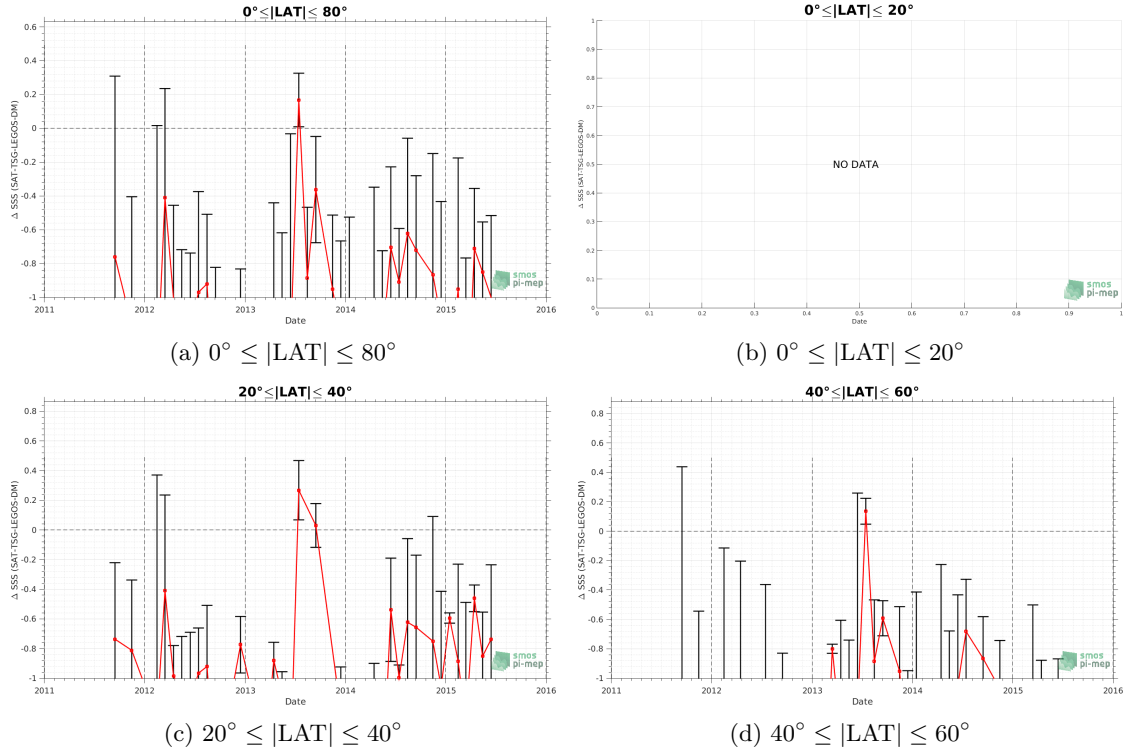 0°≤|LAT|≤ 80°
0.6
0.4
0.2
0
-0.2
-0.4
-0.6
-0.8
-1
Δ SSS (SAT-TSG-LEGOS-DM)
2011 2012 2013 2014 2015 2016
Date
smos
pi-mep
(a) 0° ≤ |LAT| ≤ 80°
0°≤|LAT|≤ 20°
1
0.9
0.8
0.7
0.6
0.5
0.4
0.3
0.2
0.1
0
Δ SSS (SAT-TSG-LEGOS-DM)
NO DATA
0 0.1 0.2 0.3 0.4 0.5 0.6 0.7 0.8 0.9 1
Date
smos
pi-mep
(b) 0° ≤ |LAT| ≤ 20°
20°≤|LAT|≤ 40°
0.8
0.6
0.4
0.2
0
-0.2
-0.4
-0.6
-0.8
-1
Δ SSS (SAT-TSG-LEGOS-DM)
2011 2012 2013 2014 2015 2016
Date
smos
pi-mep
(c) 20° ≤ |LAT| ≤ 40°
40°≤|LAT|≤ 60°
0.8
0.6
0.4
0.2
0
-0.2
-0.4
-0.6
-0.8
-1
Δ SSS (SAT-TSG-LEGOS-DM)
2011 2012 2013 2014 2015 2016
Date
smos
pi-mep
(d) 40° ≤ |LAT| ≤ 60°